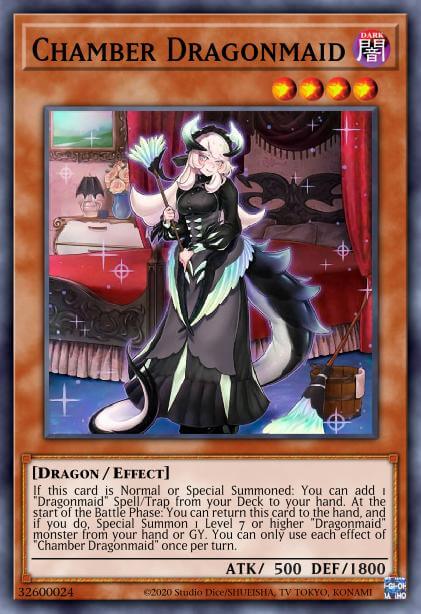 CHAMBER DRAGONMAID
DARK
闇
[DRAGON / EFFECT]
If this card is Normal or Special Summoned: You can add 1
"Dragonmaid" Spell/Trap from your Deck to your hand. At the
start of the Battle Phase: You can return this card to the hand, and
if you do, Special Summon 1 Level 7 or higher "Dragonmaid"
monster from your hand or GY. You can only use each effect of
"Chamber Dragonmaid" once per turn.
ATK/ 500 DEF/1800
32600024 ©2020 Studio Dice/SHUEISHA, TV TOKYO, KONAMI